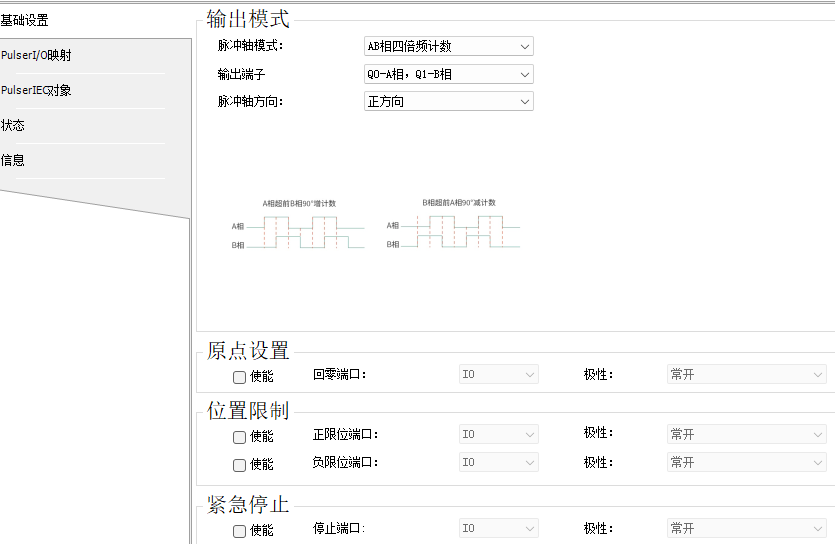 基础设置
PulserI/O映射
PulserIEC对象
状态
信息
输出模式
脉冲轴模式： AB相四倍频计数
输出端子 Q0-A相，Q1-B相
脉冲轴方向： 正方向
A相超前B相90°增计数 B相超前A相90°减计数
A相 A相
B相 B相
原点设置
使能 回零端口： I0 极性： 常开
位置限制
使能 正限位端口： I0 极性： 常开
使能 负限位端口： I0 极性： 常开
紧急停止
使能 停止端口： I0 极性： 常开